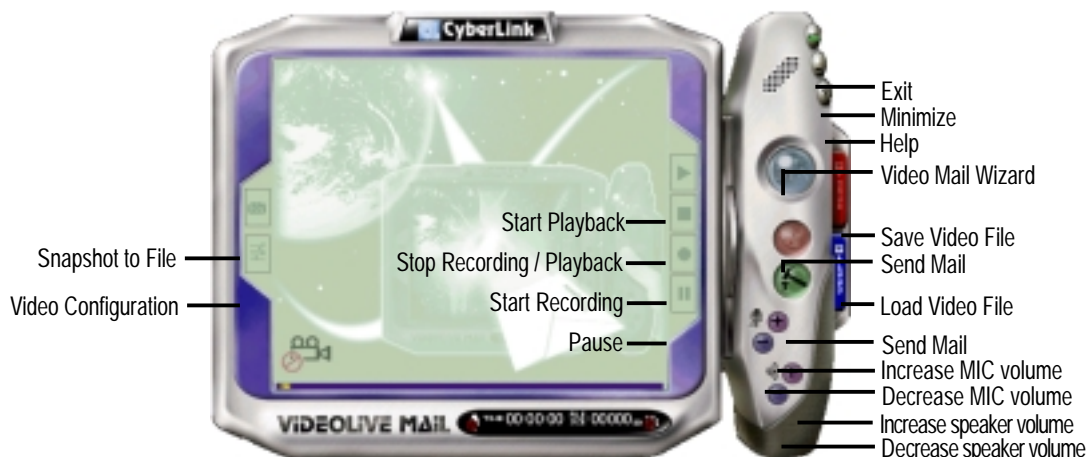 CyberLink
Exit
Minimize
Help
Video Mail Wizard
Start Playback
Save Video File
Snapshot to File
Stop Recording / Playback
Send Mail
Video Configuration
Start Recording
Load Video File
Pause
Send Mail
Increase MIC volume
Decrease MIC volume
VIDEOLIVE MAIL
00:00:00
00000
Increase speaker volume
Decrease speaker volume